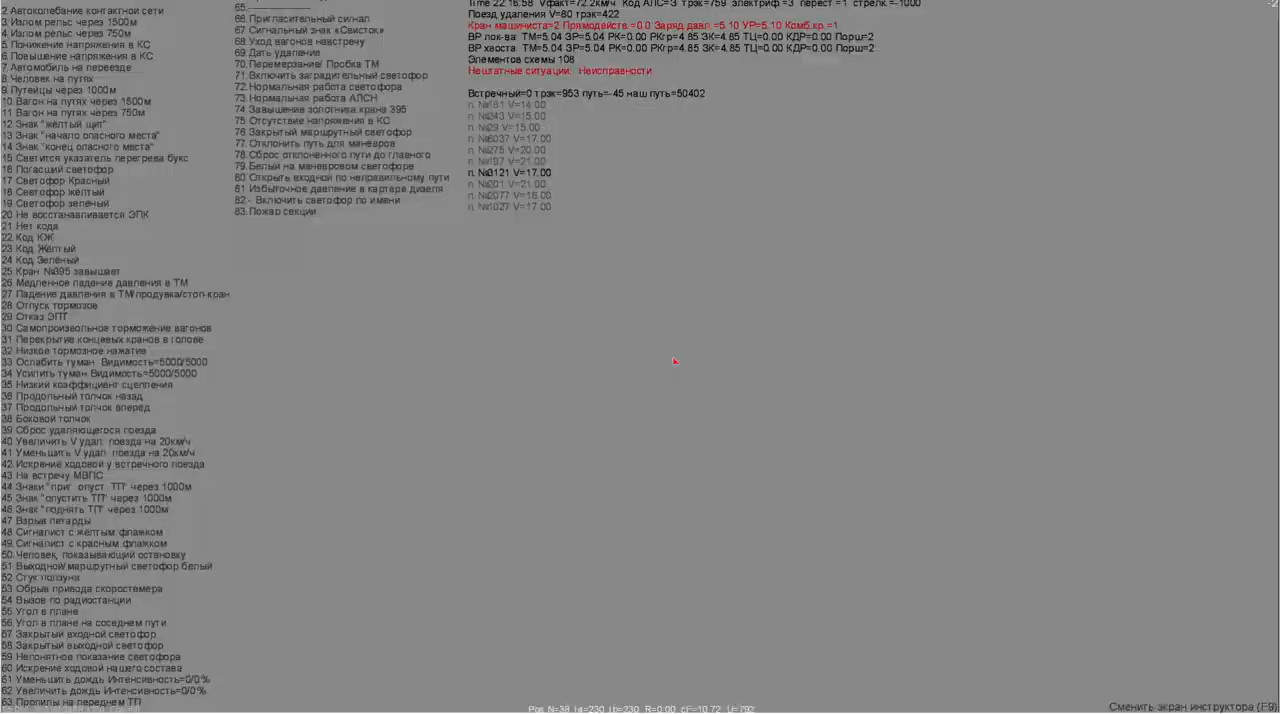 2. Автоколебание контактной сети
3. Излом рельс через 1500м
4. Излом рельс через 750м
5. Понижение напряжения в КС
6. Повышение напряжения в КС
7. Автомобиль на переезде
8. Человек на путях
9. Путейцы через 1000м
10. Вагон на путях через 1500м
11 Вагон на путях через 750м
12 Знак "жёлтый щит"
13 Знак "начало опасного места"
14 Знак "конец опасного места"
15 Светится указатель перегрева букс
16 Погасший светофор
17 Светофор Красный
18 Светофор жёлтый
19 Светофор зелёный
20 Не восстанавливается ЭПК
21 Нет кода
22 Код КЖ
23 Код Жёлтый
24 Код Зелёный
25 Кран №395 завышает
26 Медленное падение давления в ТМ
27 Падение давления в ТМ/продувка/стоп-кран
28 Отпуск тормозов
29 Отказ ЭПТ
30 Самопроизвольное торможение вагонов
31 Перекрытие концевых кранов в голове
32 Низкое тормозное нажатие
33 Ослабить туман Видимость=5000/5000
34 Усилить туман Видимость=5000/5000
35 Низкий коэффициент сцепления
36 Продольный толчок назад
37 Продольный толчок вперёд
38 Боковой толчок
39 Сброс удаляющегося поезда
40 Увеличить V удал. поезда на 20км/ч
41 Уменьшить V удал. поезда на 20км/ч
42 Искрение ходовой у встречного поезда
43 На встречу МВПС
44 Знаки "приг. опуст. ТП" через 1000м
45 Знак "опустить ТП" через 1000м
46 Знак "поднять ТП" через 1000м
47 Взрыв петарды
48 Сигналист с жёлтым флажком
49 Сигналист с красным флажком
50 Человек, показывающий остановку
51 Выходной/маршрутный светофор белый
52 Стук ползуна
53 Обрыв привода скоростемера
54 Вызов по радиостанции
55 Угол в плане
56 Угол в плане на соседнем пути
57 Закрытый входной светофор
58 Закрытый выходной светофор
59 Непонятное показание светофора
60 Искрение ходовой нашего состава
61 Уменьшить дождь Интенсивность=0/0%
62 Увеличить дождь Интенсивность=0/0%
63 Пропилы на переднем ТП
65.
66. Пригласительный сигнал
67 Сигнальный знак «Свисток»
68. Уход вагонов навстречу
69. Дать удаление
70. Перемерзание/ Пробка ТМ
71. Включить заградительный светофор
72. Нормальная работа светофора
73. Нормальная работа АЛСН
74 Завышение золотника крана 395
75 Отсутствие напряжения в КС
76. Закрытый маршрутный светофор
77. Отклонить путь для манёвров
78. Сброс отклонённого пути до главного
79. Белый на маневровом светофоре
80 Открыть входной по неправильному пути
81 Избыточное давление в картере дизеля
82 - Включить светофор по имени
83. Пожар секции
Time 22:16:58 Vфакт=72.2км/ч Код АЛС=3 трэк=759 электриф.=3 перест.=1 стрелк.=-1000
Поезд удаления V=80 трэк=422
Кран машиниста=2 Прямодейств.=0.0 Заряд.давл.=5.10 УР=5.10 Комб.кр.=1
ВР лок-ва: ТМ=5.04 ЗР=5.04 РК=0.00 РКгр=4.85 ЗК=4.85 ТЦ=0.00 КДР=0.00 Порш=2
ВР хвоста: ТМ=5.04 ЗР=5.04 РК=0.00 РКгр=4.85 ЗК=4.85 ТЦ=0.00 КДР=0.00 Порш=2
Элементов схемы 108
Нештатные ситуации: Неисправности
Встречный=0 трэк=953 путь=-45 наш путь=50402
п. №181 V=14.00
п. №243 V=15.00
п. №29 V=15.00
п. №6037 V=17.00
п. №275 V=20.00
п. №197 V=21.00
п. №3121 V=17.00
п. №201 V=21.00
п. №2077 V=16.00
п. №1027 V=17.00
Pos N=38 Iя=230 Iв=230 R=0.00 cF=10.72 U=792
Сменить экран инструктора (F9)